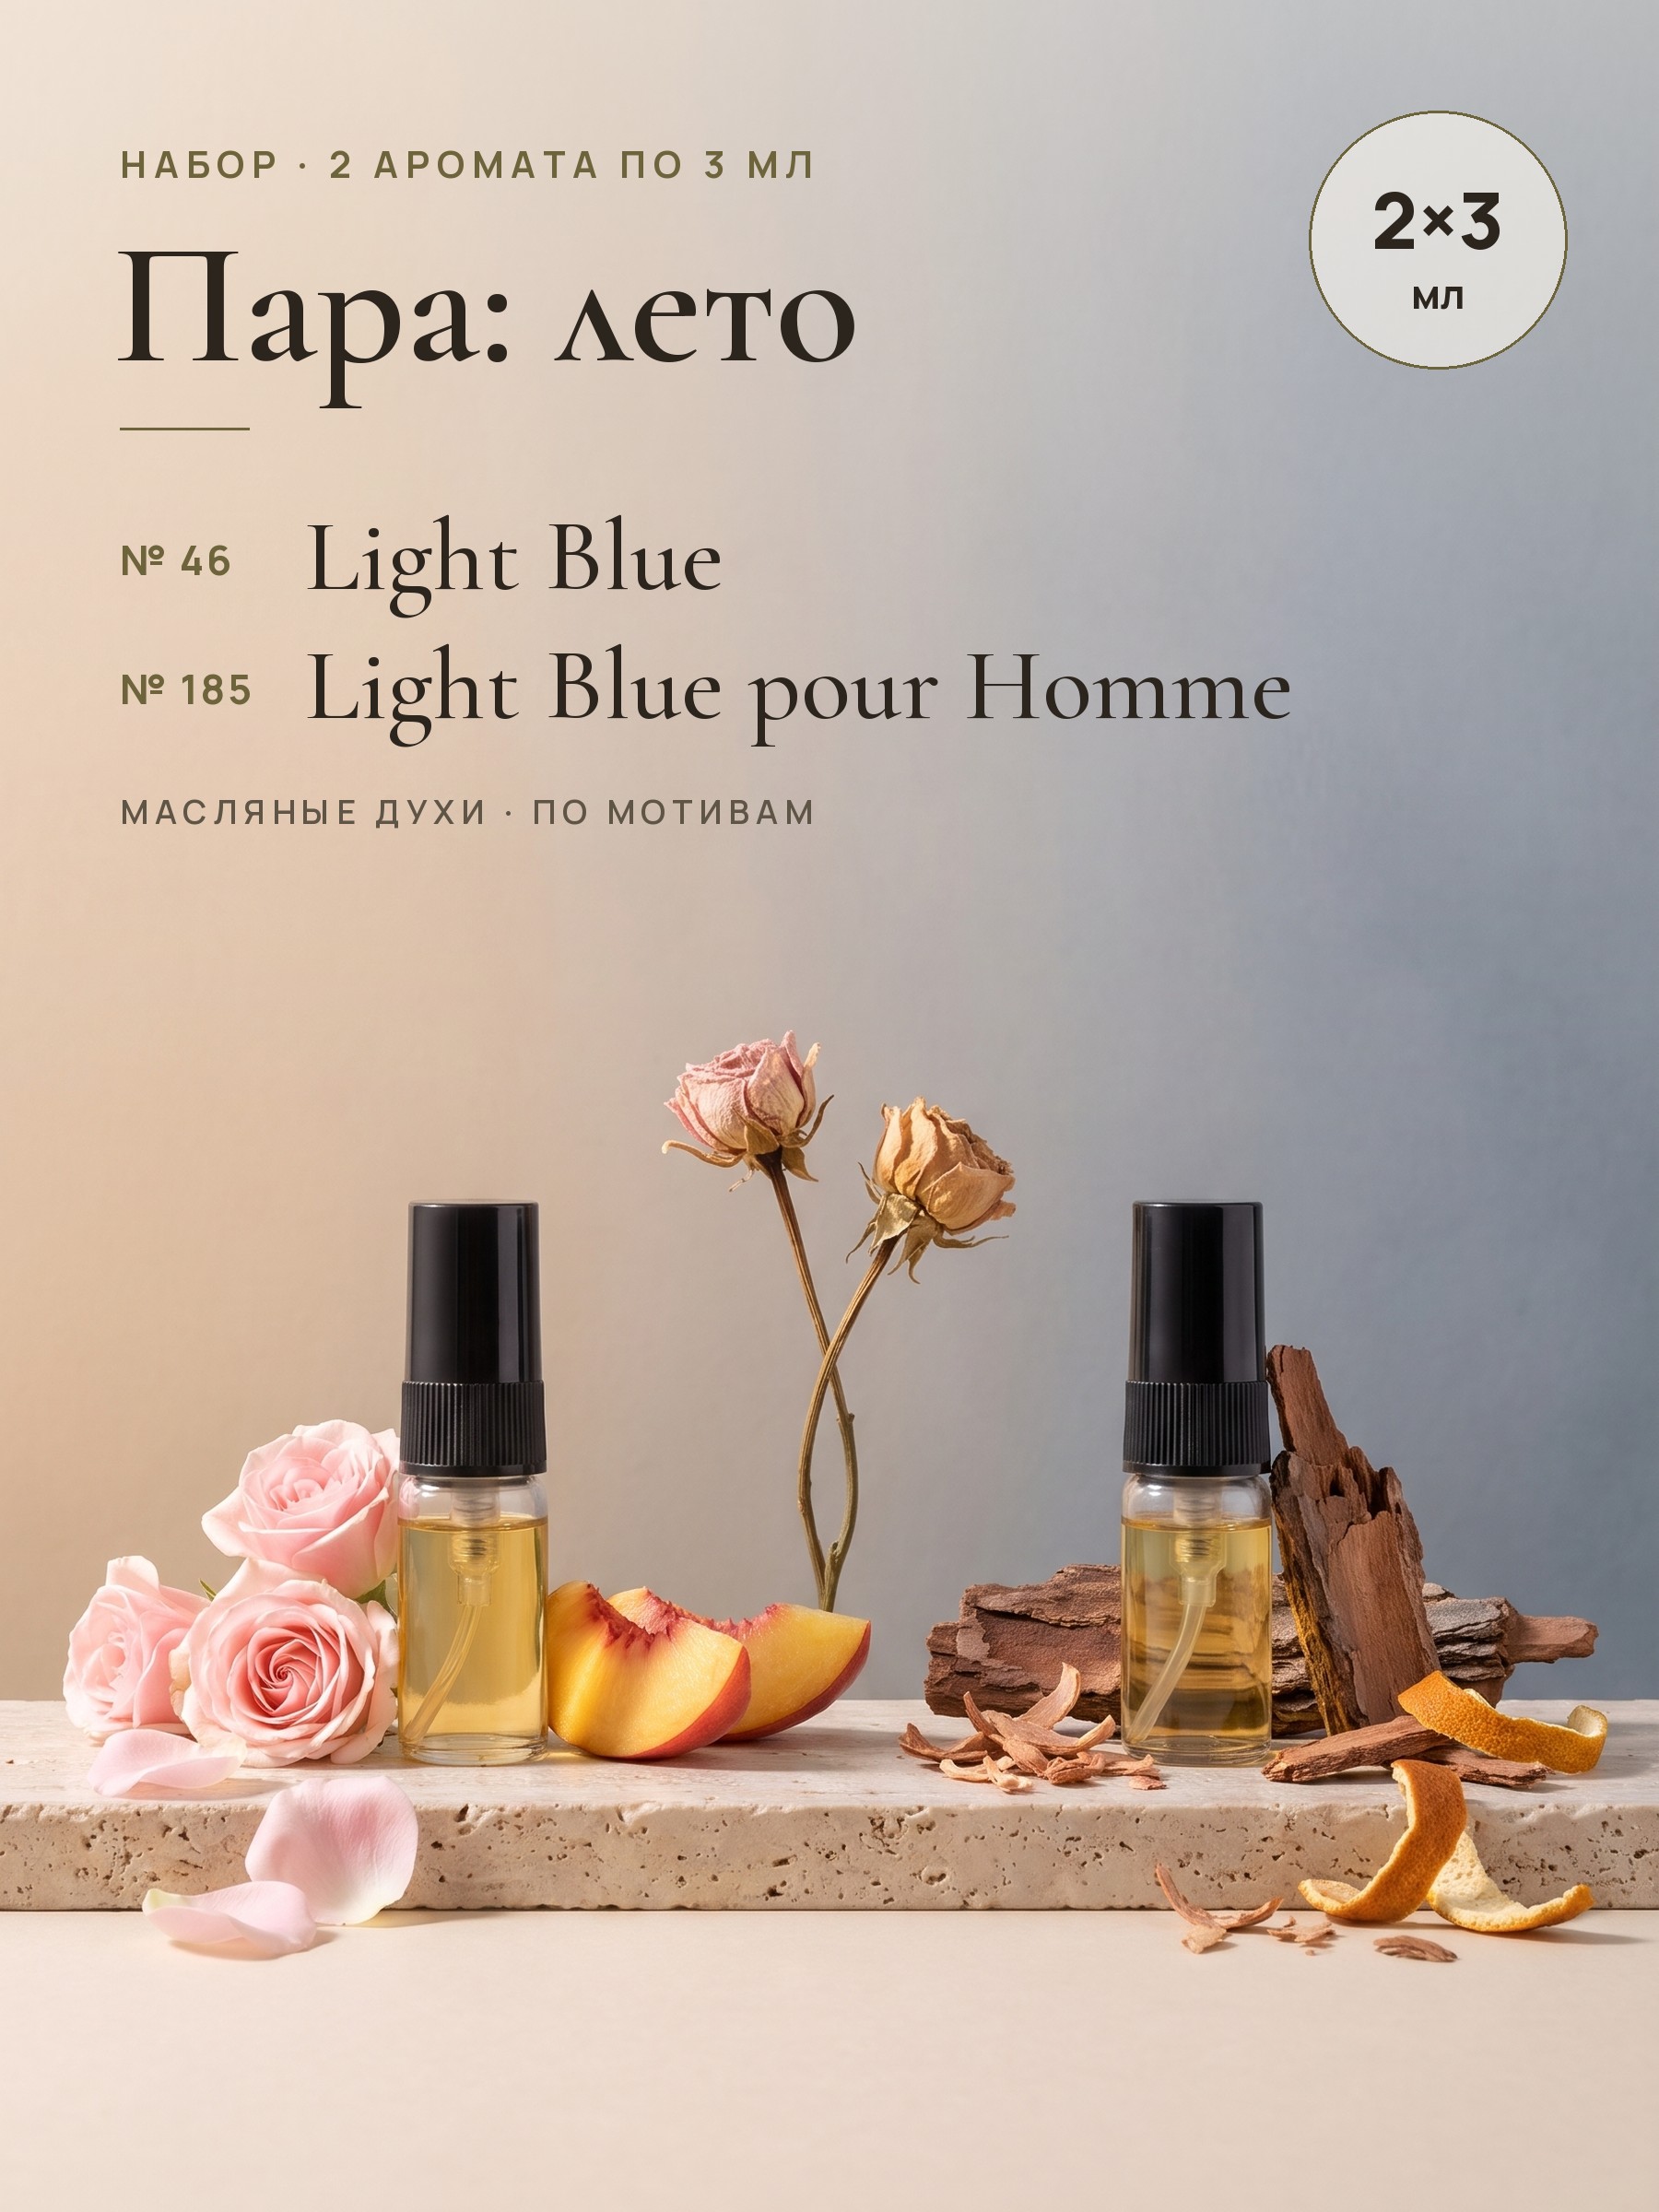 НАБОР · 2 АРОМАТА ПО 3 МЛ
2×3
мл
Пара: лето
№ 46 Light Blue
№ 185 Light Blue pour Homme
МАСЛЯНЫЕ ДУХИ · ПО МОТИВАМ